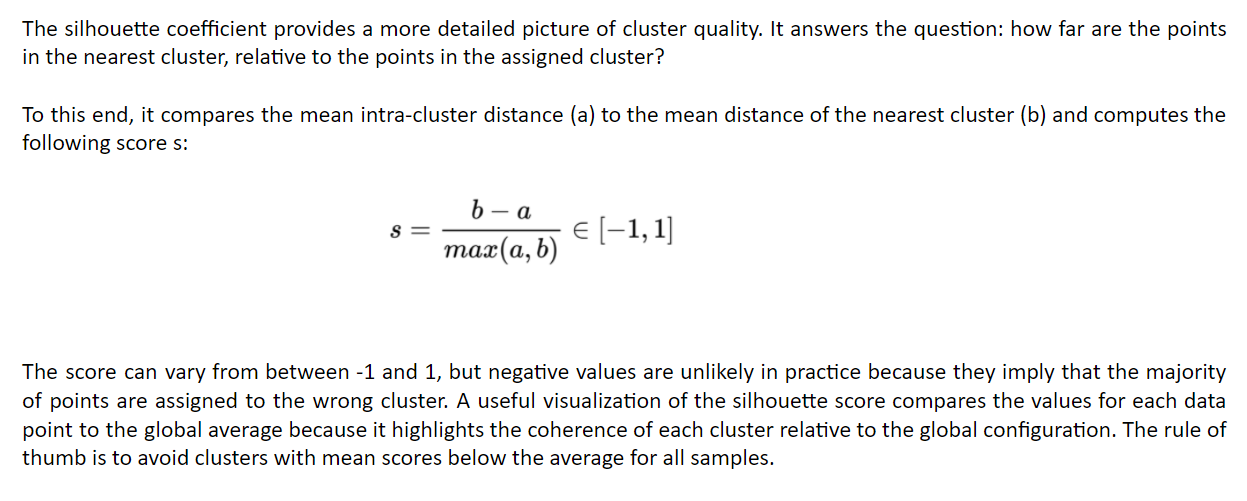 The silhouette coefficient provides a more detailed picture of cluster quality. It answers the question: how far are the points
in the nearest cluster, relative to the points in the assigned cluster?
To this end, it compares the mean intra-cluster distance (a) to the mean distance of the nearest cluster (b) and computes the
following score s:
s = \frac{b - a}{max(a, b)} ∈ [−1, 1]
The score can vary from between -1 and 1, but negative values are unlikely in practice because they imply that the majority
of points are assigned to the wrong cluster. A useful visualization of the silhouette score compares the values for each data
point to the global average because it highlights the coherence of each cluster relative to the global configuration. The rule of
thumb is to avoid clusters with mean scores below the average for all samples.